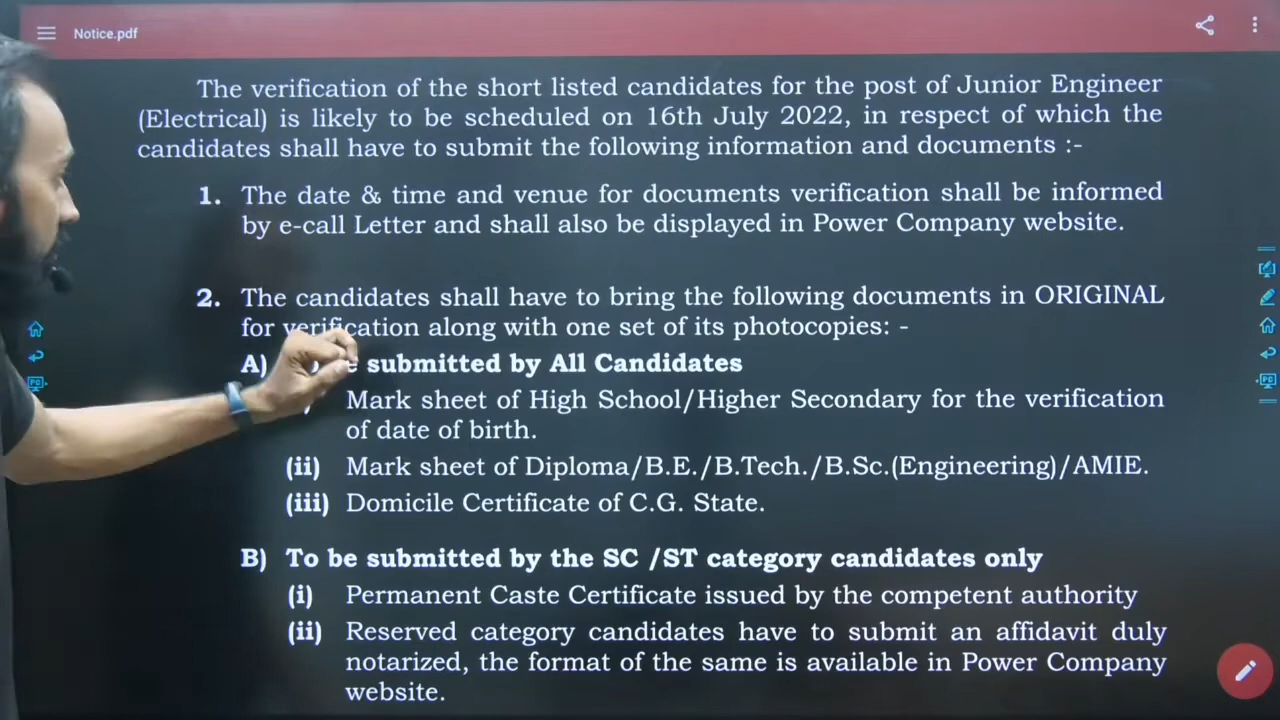 Notice.pdf
The verification of the short listed candidates for the post of Junior Engineer
(Electrical) is likely to be scheduled on 16th July 2022, in respect of which the
candidates shall have to submit the following information and documents :-
1. The date & time and venue for documents verification shall be informed
by e-call Letter and shall also be displayed in Power Company website.
2. The candidates shall have to bring the following documents in ORIGINAL
for verification along with one set of its photocopies: -
A) submitted by All Candidates
Mark sheet of High School/Higher Secondary for the verification
of date of birth.
(ii) Mark sheet of Diploma/B.E./B.Tech./B.Sc.(Engineering)/AMIE.
(iii) Domicile Certificate of C.G. State.
B) To be submitted by the SC /ST category candidates only
(i) Permanent Caste Certificate issued by the competent authority
(ii) Reserved category candidates have to submit an affidavit duly
notarized, the format of the same is available in Power Company
website.